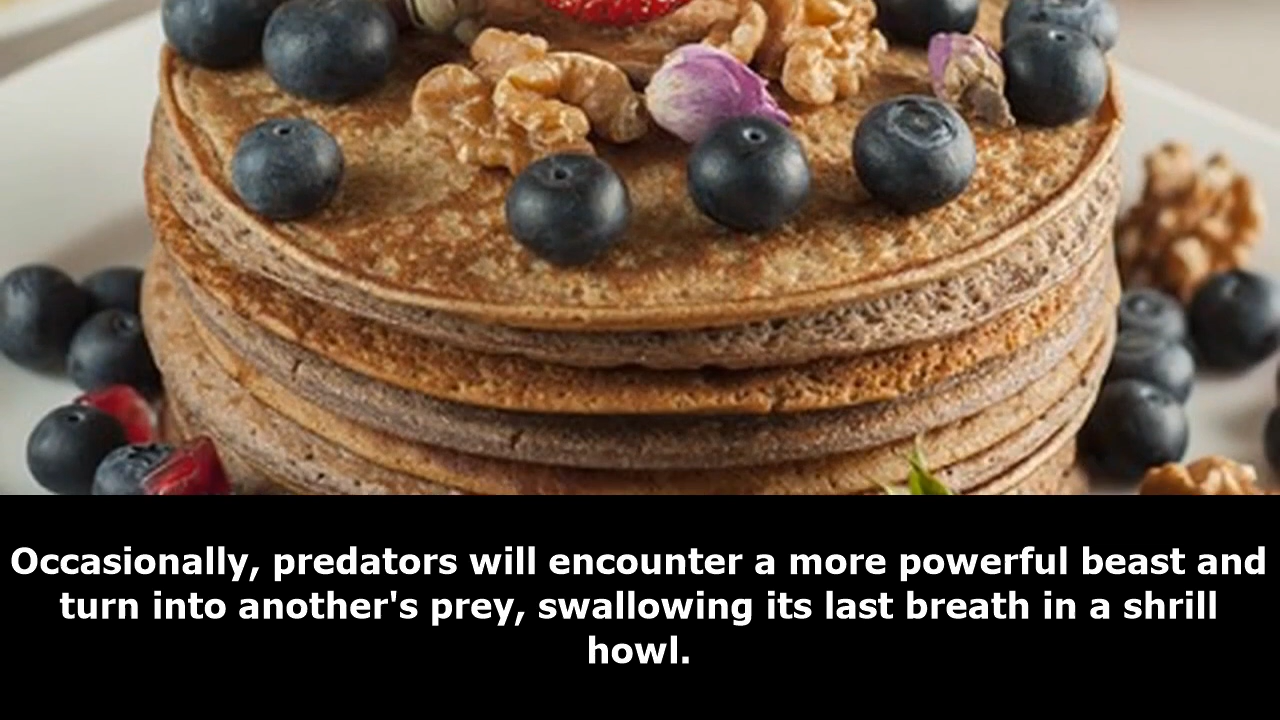 Occasionally, predators will encounter a more powerful beast and
turn into another's prey, swallowing its last breath in a shrill
howl.